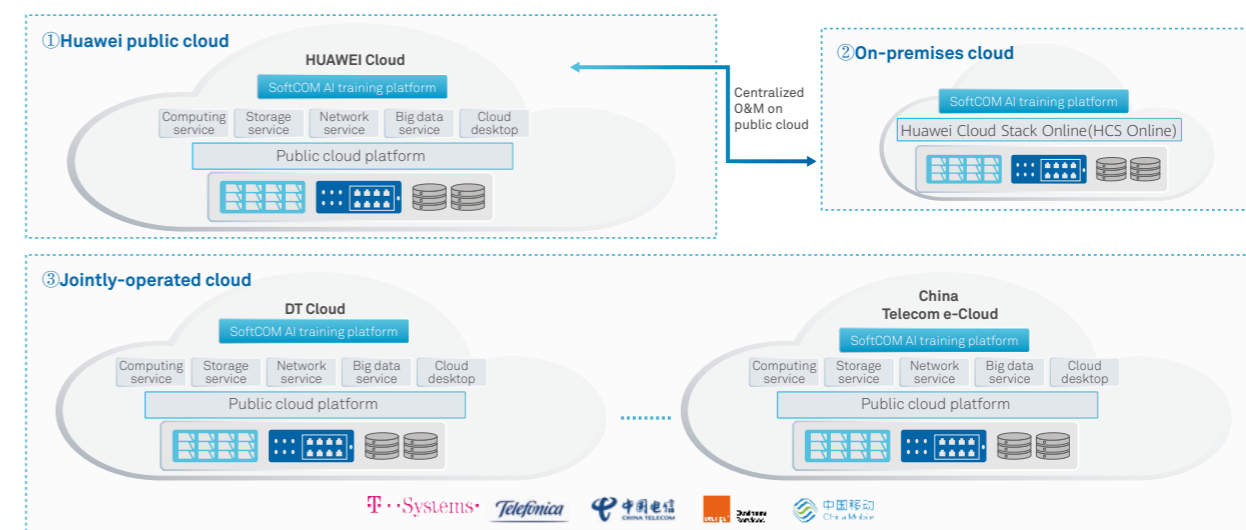 ①Huawei public cloud
HUAWEI Cloud
SoftCOM AI training platform
Computing service
Storage service
Network service
Big data service
Cloud desktop
Public cloud platform
Centralized
O&M on
public cloud
②On-premises cloud
SoftCOM AI training platform
Huawei Cloud Stack Online(HCS Online)
③Jointly-operated cloud
DT Cloud
SoftCOM AI training platform
Computing service
Storage service
Network service
Big data service
Cloud desktop
Public cloud platform
.........
China
Telecom e-Cloud
SoftCOM AI training platform
Computing service
Storage service
Network service
Big data service
Cloud desktop
Public cloud platform
T··Systems·
Telefónica
中国电信
CHINA TELECOM
中国移动
China Mobile